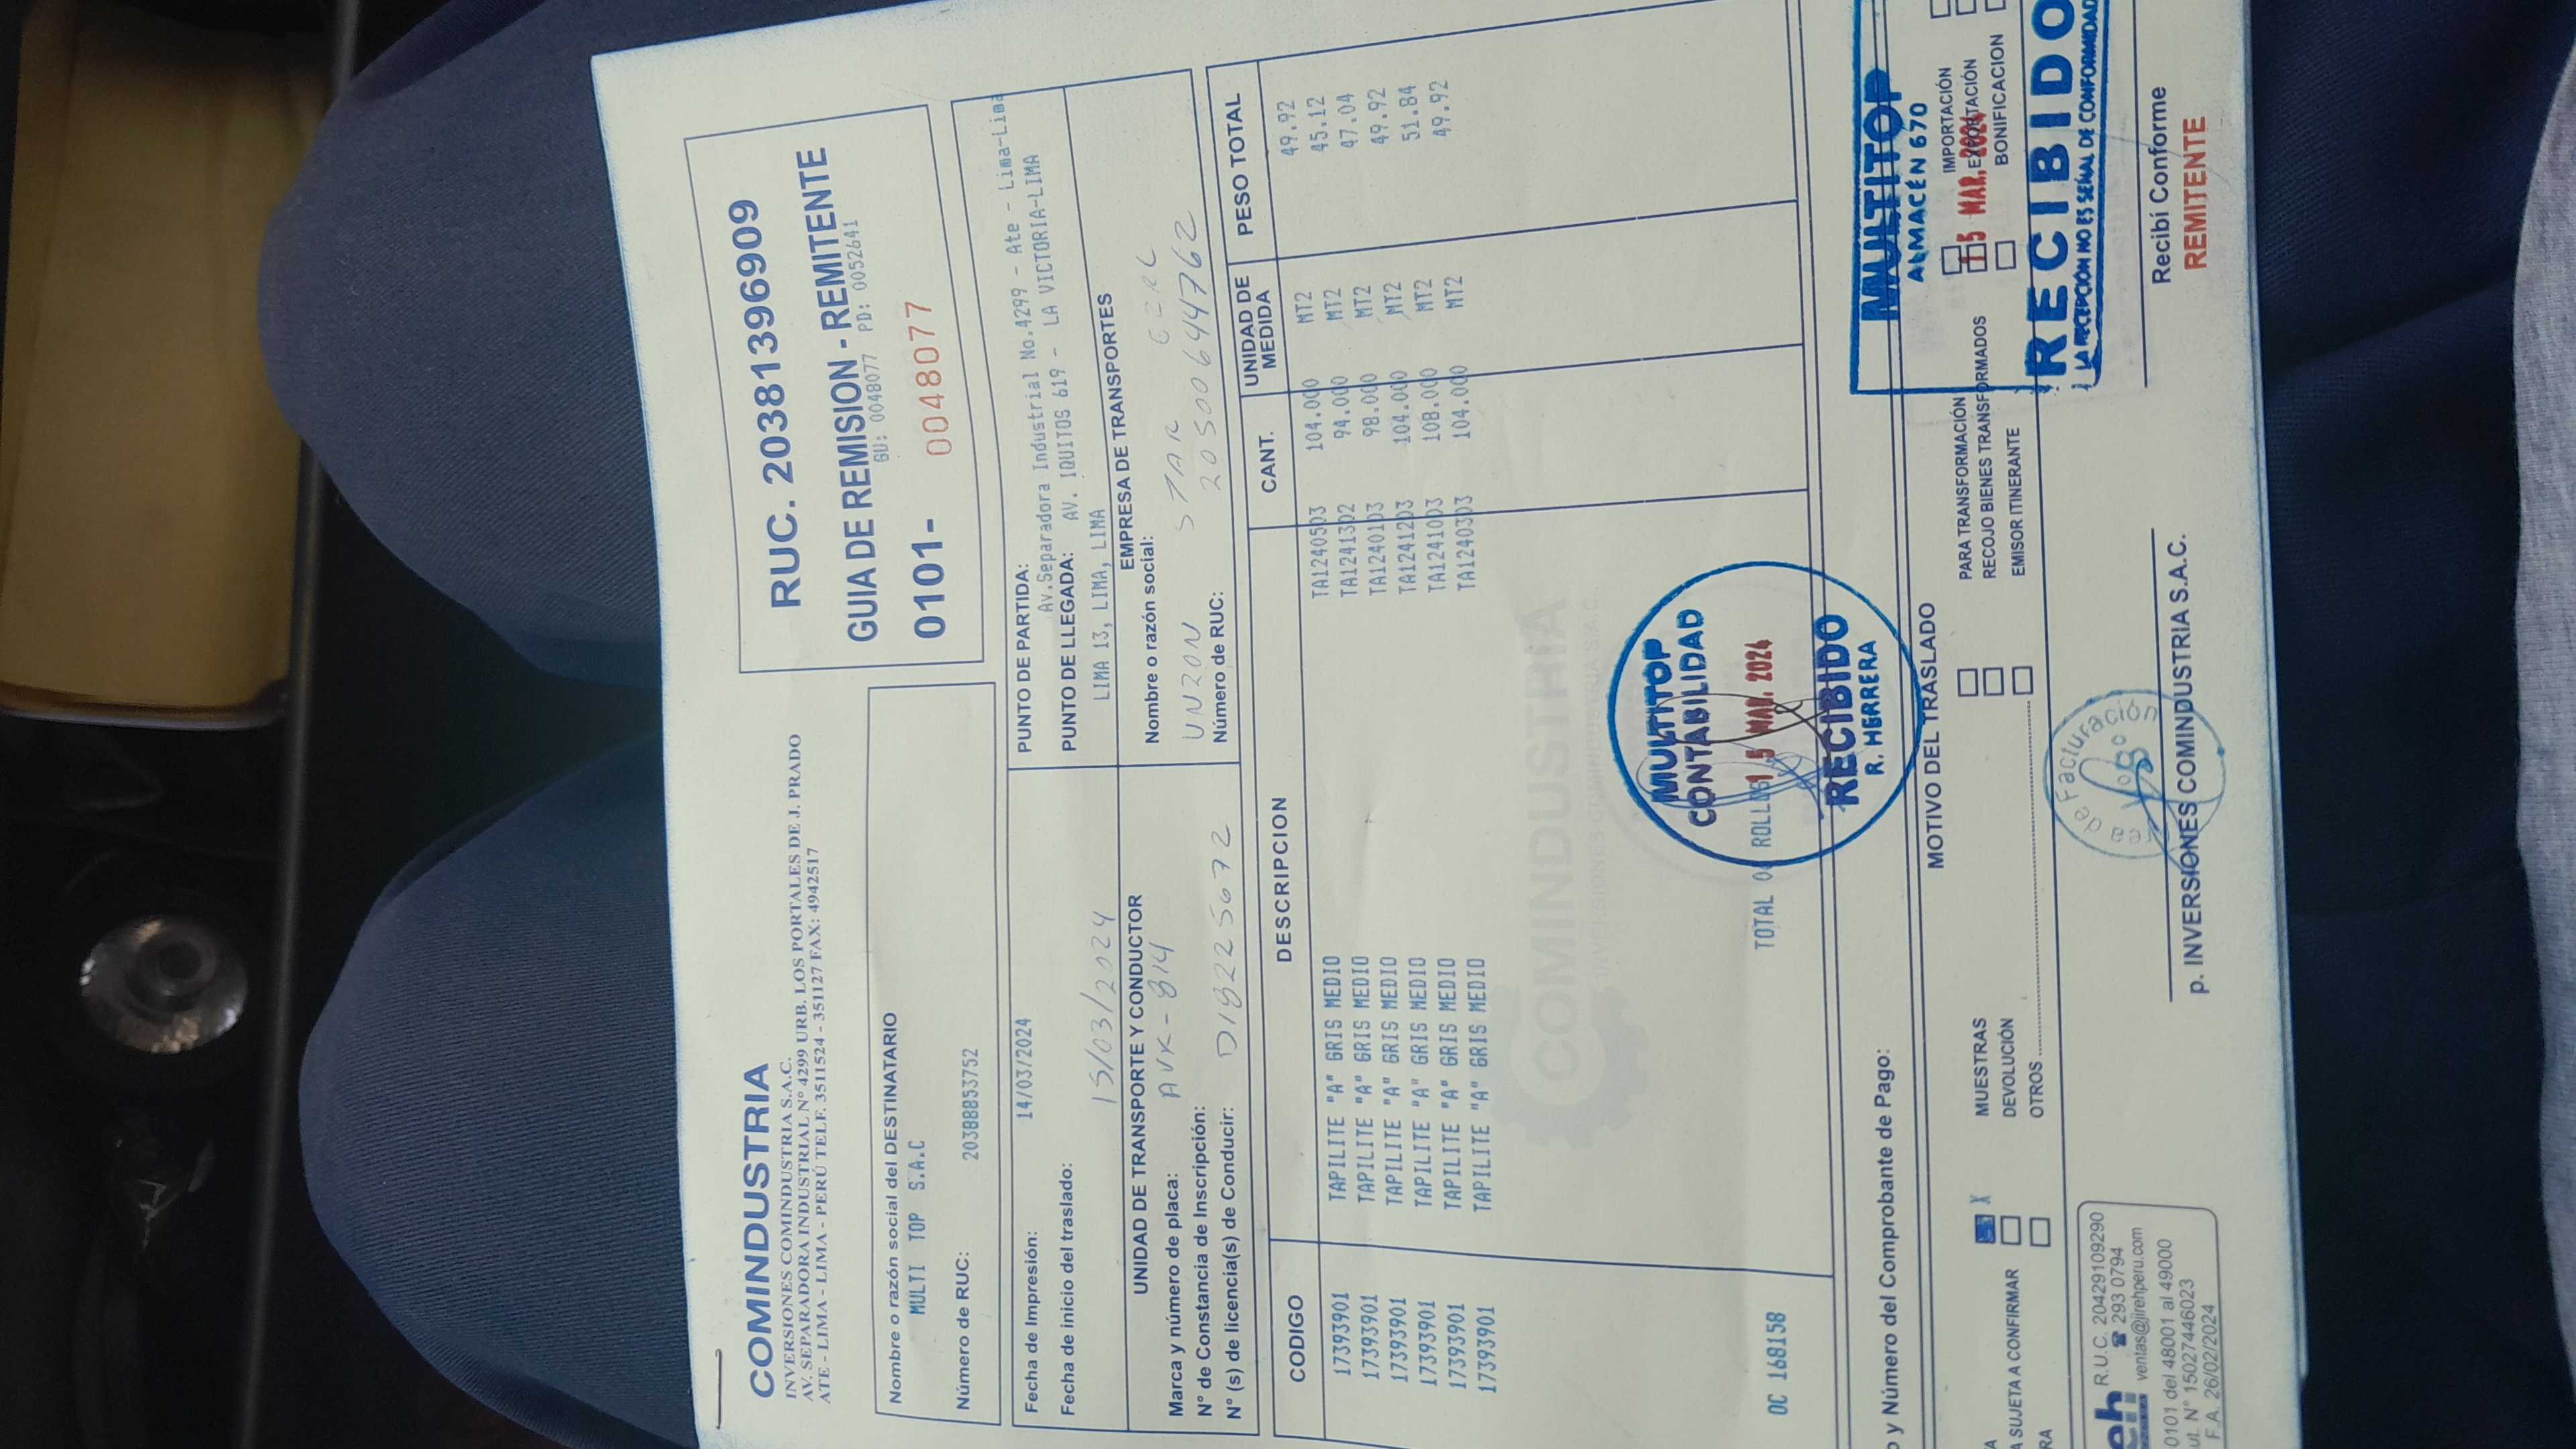 COMINDUSTRIA
INVERSIONES COMINDUSTRIA S.A.C.
AV. SEPARADORA INDUSTRIAL N° 4299 URB. LOS PORTALES DE J. PRADO
ATE - LIMA - LIMA - PERÚ TELF. 3511524 - 351127 FAX: 4942517
RUC. 20381396909
GUIA DE REMISION - REMITENTE
GU: 0048077 PD: 0052641
0101- 0048077
Nombre o razón social del DESTINATARIO
MULTI TOP S.A.C
Número de RUC: 20388853752
Fecha de Impresión: 14/03/2024
Fecha de inicio del traslado: 15/03/2024
PUNTO DE PARTIDA:
Av.Separadora Industrial No.4299 - Ate - Lima-Lima
PUNTO DE LLEGADA: AV. IQUITOS 619 - LA VICTORIA-LIMA
LIMA 13, LIMA, LIMA
UNIDAD DE TRANSPORTE Y CONDUCTOR
Marca y número de placa: AVK-814
N° de Constancia de Inscripción:
N° (s) de licencia(s) de Conducir: D18225672
EMPRESA DE TRANSPORTES
Nombre o razón social:
STAR
Número de RUC: 20500644762
CODIGO DESCRIPCION CANT. UNIDAD DE MEDIDA PESO TOTAL
17393901 TAPILITE "A" GRIS MEDIO TA1240503 104.000 MT2 49.92
17393901 TAPILITE "A" GRIS MEDIO TA1241302 94.000 MT2 45.12
17393901 TAPILITE "A" GRIS MEDIO TA1240103 98.000 MT2 47.04
17393901 TAPILITE "A" GRIS MEDIO TA1241203 104.000 MT2 49.92
17393901 TAPILITE "A" GRIS MEDIO TA1241003 108.000 MT2 51.84
17393901 TAPILITE "A" GRIS MEDIO TA1240303 104.000 MT2 49.92
COMINDUSTRIA
INVERSIONES COMINDUSTRIA S.A.C.
OC 168158 TOTAL ROLLOS
MULTITOP
CONTABILIDAD
15 MAR. 2024
RECIBIDO
R. HERRERA
y Número del Comprobante de Pago:
MOTIVO DEL TRASLADO
SUJETA A CONFIRMAR
X
MUESTRAS
DEVOLUCIÓN
OTROS
PARA TRANSFORMACIÓN
RECOJO BIENES TRANSFORMADOS
EMISOR ITINERANTE
IMPORTACIÓN
BONIFICACION
MULTITOP
ALMACÉN 670
15 MAR. 2024
RECIBIDO
LA RECEPCIÓN NO ES SEÑAL DE CONFORMIDAD
R.U.C. 20429109290
293 0794
ventas@jirehperu.com
0101 del 48001 al 49000
N° 15027446023
F.A. 26/02/2024
de Facturación
VºBº
p. INVERSIONES COMINDUSTRIA S.A.C.
Recibí Conforme
REMITENTE